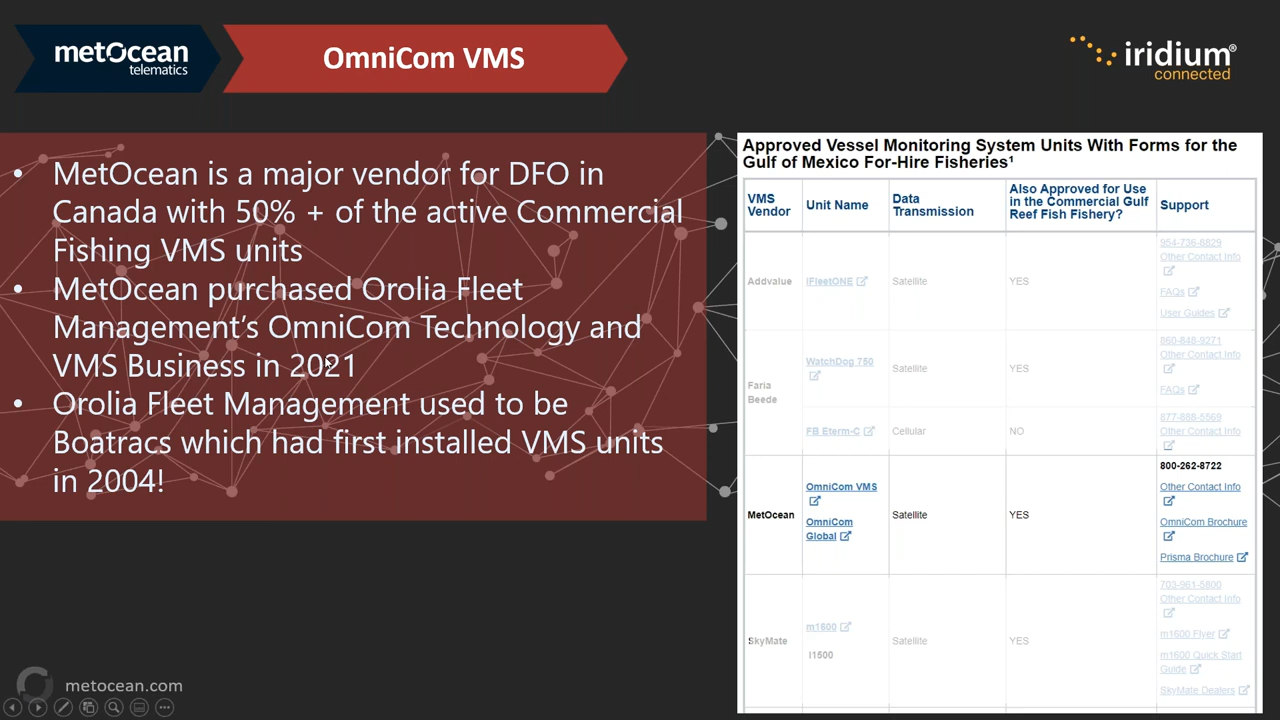 metOcean
telematics
OmniCom VMS
iridium®
connected
• MetOcean is a major vendor for DFO in
Canada with 50% + of the active Commercial
Fishing VMS units
• MetOcean purchased Orolia Fleet
Management's OmniCom Technology and
VMS Business in 2021
• Orolia Fleet Management used to be
Boatracs which had first installed VMS units
in 2004!
Approved Vessel Monitoring System Units With Forms for the
Gulf of Mexico For-Hire Fisheries¹
VMS
Vendor
Unit Name
Data
Transmission
Also Approved for Use
in the Commercial Gulf
Reef Fish Fishery?
Support
Addvalue
iFleetONE
Satellite
YES
954-736-8829
Other Contact Info
FAQs
User Guides
Faria
Beede
WatchDog 750
Satellite
YES
860-848-9271
Other Contact Info
FAQs
FB Eterm-C
Cellular
NO
877-888-5569
Other Contact Info
MetOcean
OmniCom VMS
OmniCom
Global
Satellite
YES
800-262-8722
Other Contact Info
OmniCom Brochure
Prisma Brochure
SkyMate
m1600
I1500
Satellite
YES
703-961-5800
Other Contact Info
m1600 Flyer
m1600 Quick Start
Guide
SkyMate Dealers
metocean.com